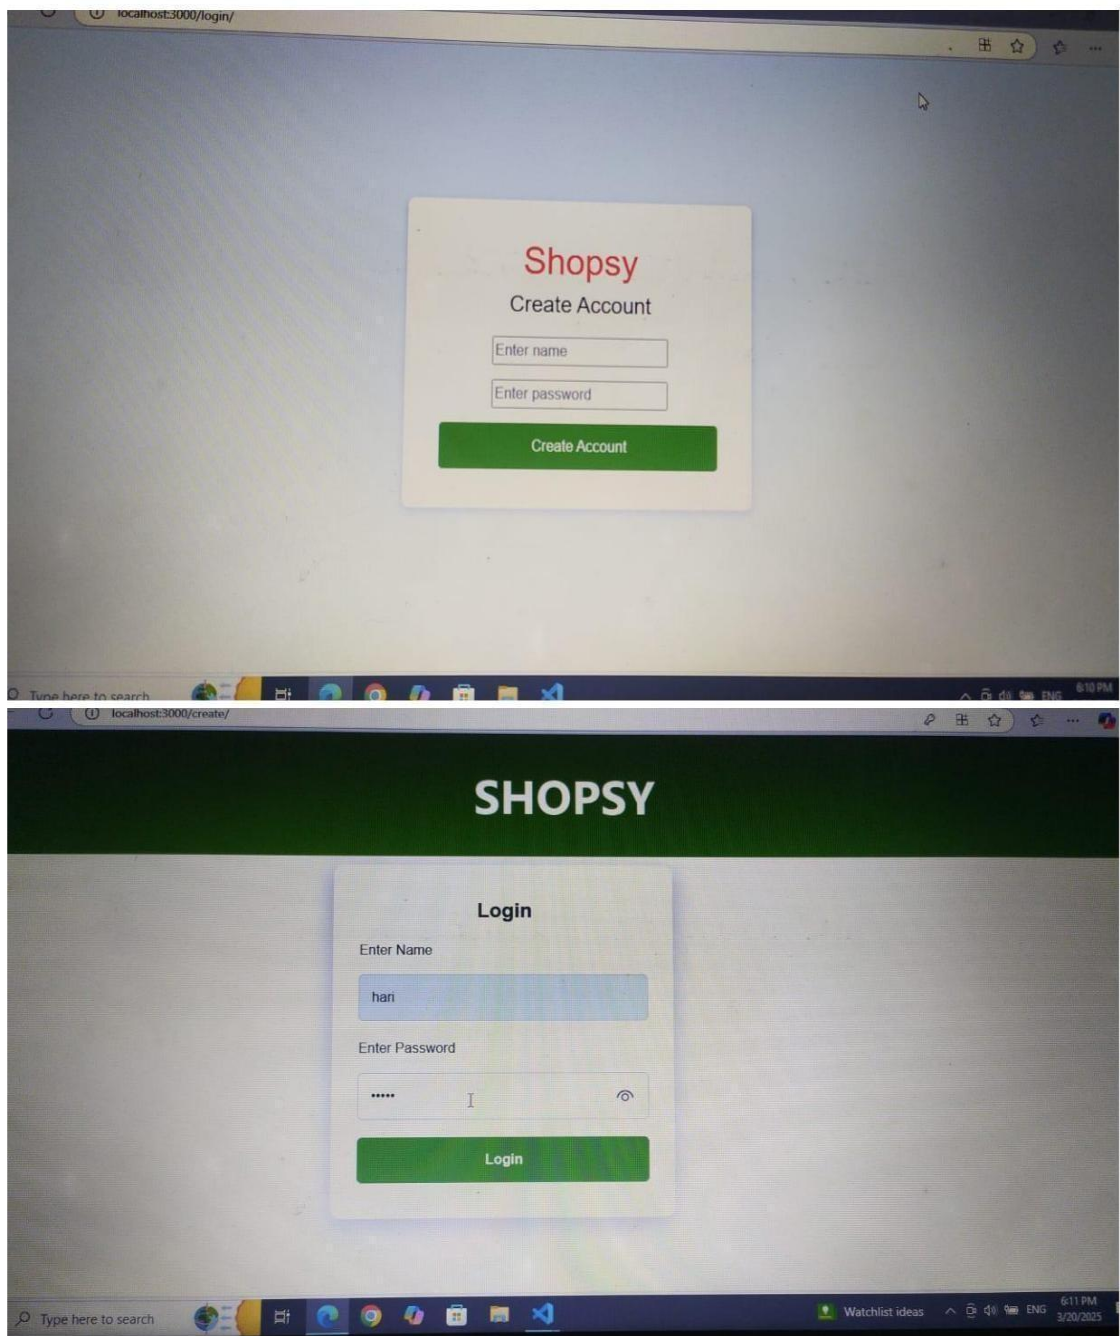 localhost:3000/login/
Shopsy
Create Account
Enter name
Enter password
Create Account
Type here to search
ENG
6:10 PM
localhost:3000/create/
SHOPSY
Login
Enter Name
hari
Enter Password
•••••
Login
Type here to search
Watchlist ideas
ENG
6:11 PM
3/20/2025